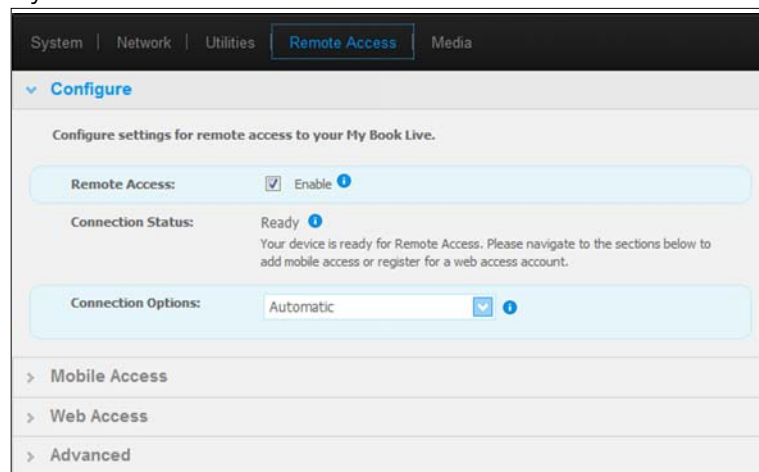 System | Network | Utilities | Remote Access | Media
Configure
Configure settings for remote access to your My Book Live.
Remote Access: Enable
Connection Status: Ready
Your device is ready for Remote Access. Please navigate to the sections below to
add mobile access or register for a web access account.
Connection Options: Automatic
Mobile Access
Web Access
Advanced